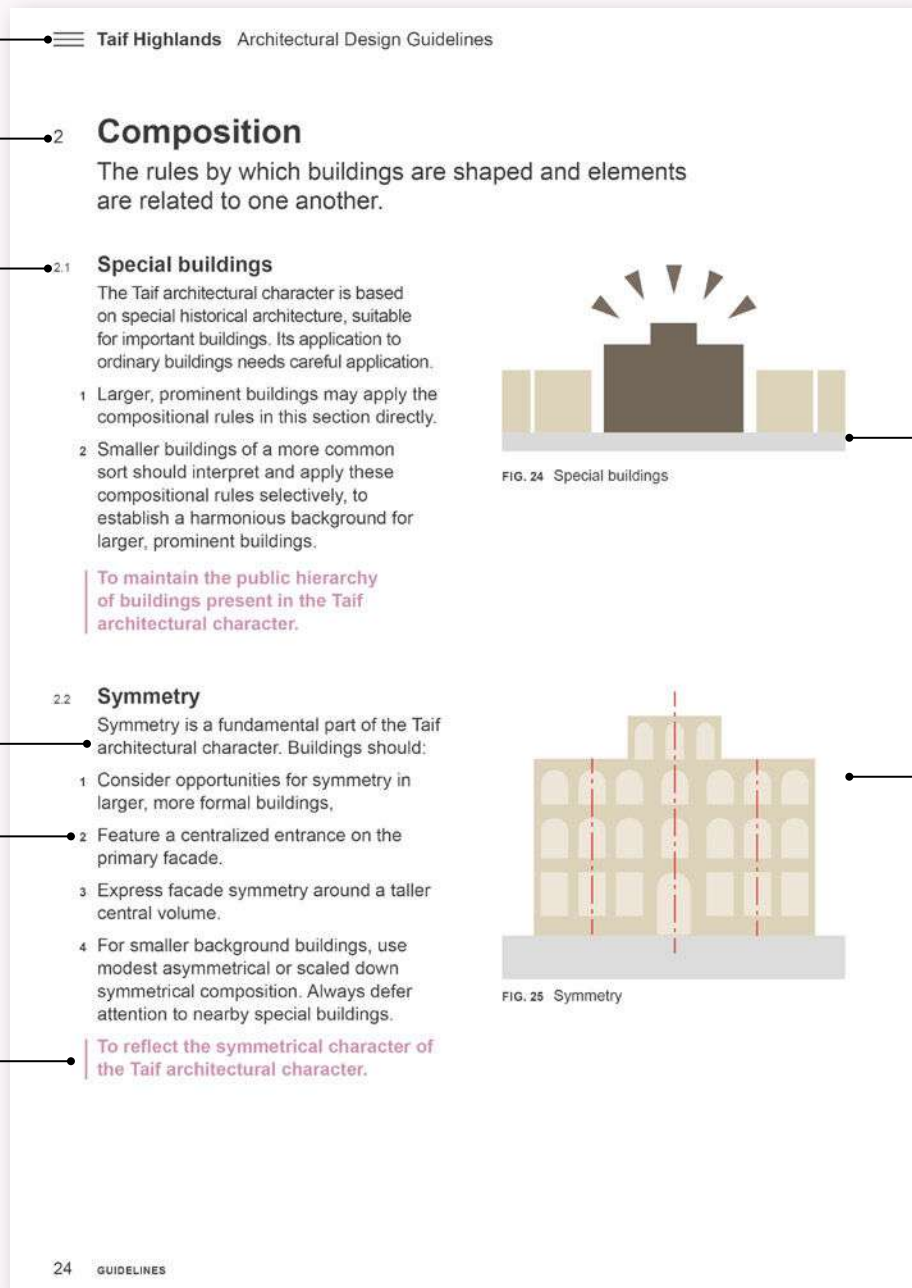 Taif Highlands Architectural Design Guidelines
2 Composition
The rules by which buildings are shaped and elements
are related to one another.
2.1 Special buildings
The Taif architectural character is based
on special historical architecture, suitable
for important buildings. Its application to
ordinary buildings needs careful application.
1 Larger, prominent buildings may apply the
compositional rules in this section directly.
2 Smaller buildings of a more common
sort should interpret and apply these
compositional rules selectively, to
establish a harmonious background for
larger, prominent buildings.
To maintain the public hierarchy
of buildings present in the Taif
architectural character.
FIG. 24 Special buildings
2.2 Symmetry
Symmetry is a fundamental part of the Taif
architectural character. Buildings should:
1 Consider opportunities for symmetry in
larger, more formal buildings,
2 Feature a centralized entrance on the
primary facade.
3 Express facade symmetry around a taller
central volume.
4 For smaller background buildings, use
modest asymmetrical or scaled down
symmetrical composition. Always defer
attention to nearby special buildings.
To reflect the symmetrical character of
the Taif architectural character.
FIG. 25 Symmetry
24 GUIDELINES